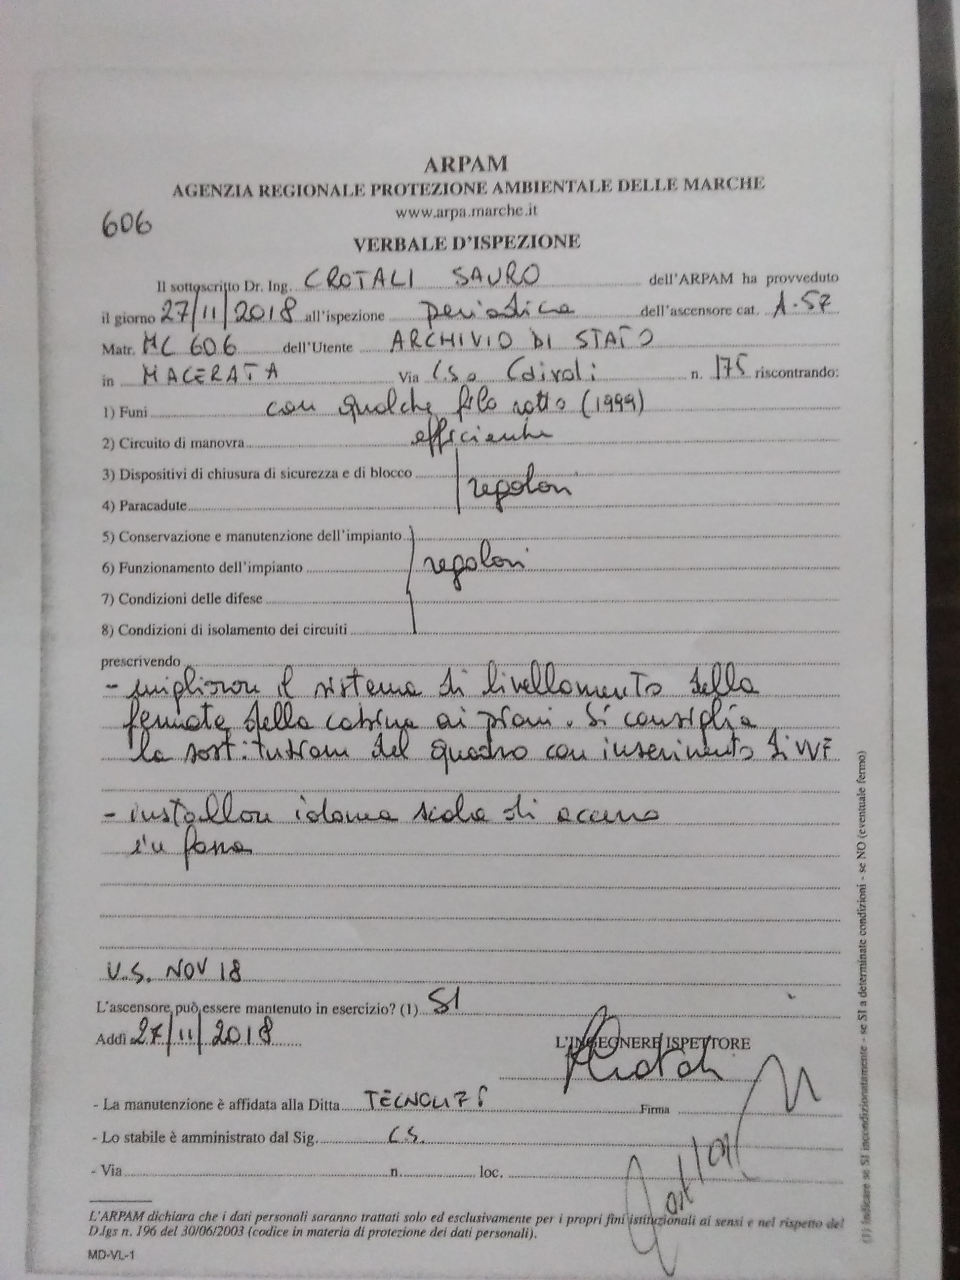 ARPAM
AGENZIA REGIONALE PROTEZIONE AMBIENTALE DELLE MARCHE
www.arpa.marche.it
606
VERBALE D'ISPEZIONE
Il sottoscritto Dr. Ing. CROTALI SAURO dell'ARPAM ha provveduto
il giorno 27/11/2018 all'ispezione periodica dell'ascensore cat. A-57
Matr. MC 606 dell'Utente ARCHIVIO DI STATO
in MACERATA Via C.so Cairoli n. 175 riscontrando:
1) Funi con qualche filo rotto (1999)
2) Circuito di manovra efficiente
3) Dispositivi di chiusura di sicurezza e di blocco regolari
4) Paracadute
5) Conservazione e manutenzione dell'impianto
6) Funzionamento dell'impianto regolari
7) Condizioni delle difese
8) Condizioni di isolamento dei circuiti
prescrivendo
- migliorare il sistema di livellamento della
fermata della cabina ai piani. Si consiglia
la sostituzione del quadro con inserimento di VVVF
- installare idonea scala di accesso
in fossa
V.S. NOV 18
L'ascensore può essere mantenuto in esercizio? (1) SI
Addì 27/11/2018
L'INGEGNERE ISPETTORE
- La manutenzione è affidata alla Ditta
Firma
- Lo stabile è amministrato dal Sig. C.S.
- Via n. loc.
L'ARPAM dichiara che i dati personali saranno trattati solo ed esclusivamente per i propri fini istituzionali ai sensi e nel rispetto del
D.lgs n. 196 del 30/06/2003 (codice in materia di protezione dei dati personali).
MD-VL-1
(1) Indicare se SI incondizionatamente - se SI a determinate condizioni - se NO (eventuale fermo)